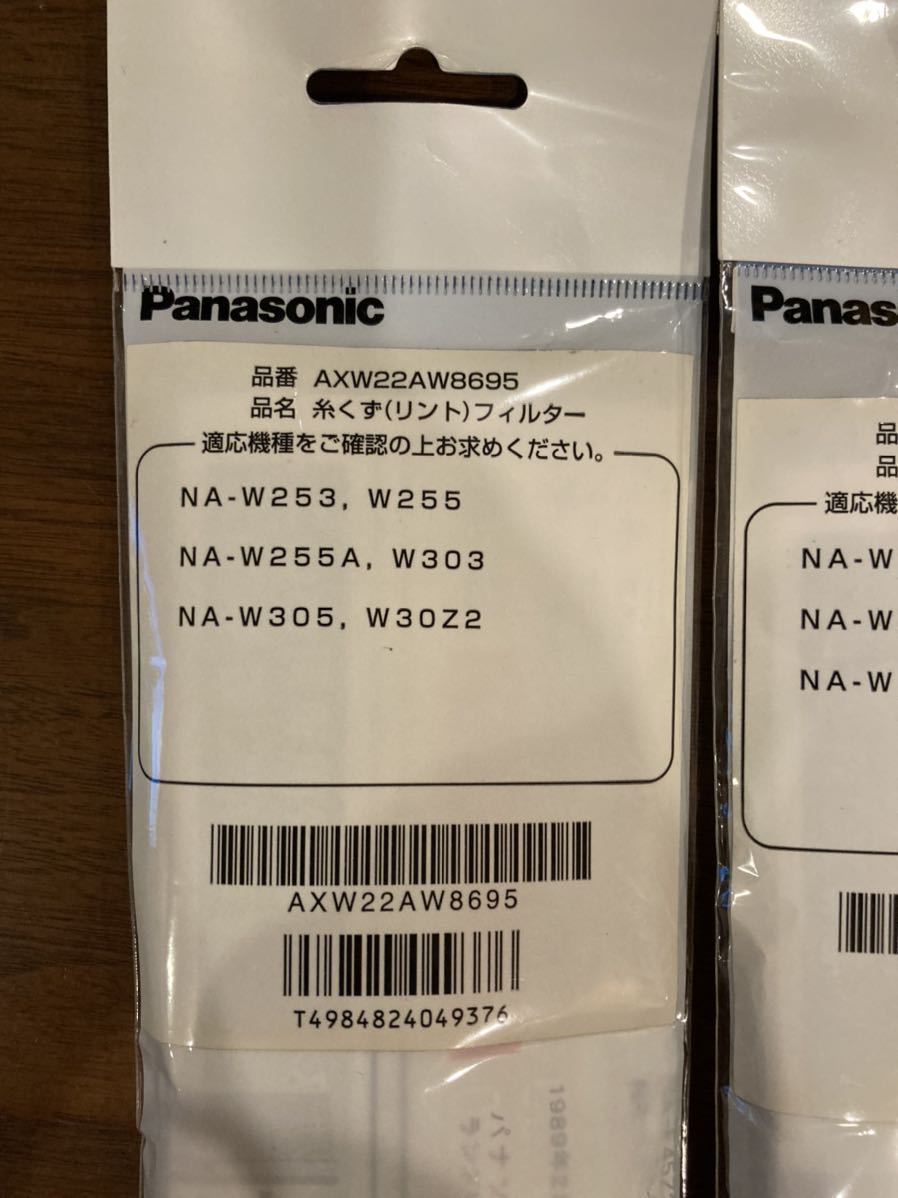 Panasonic
品番 AXW22AW8695
品名 糸くず(リント)フィルター
適応機種をご確認の上お求めください。
NA-W253, W255
NA-W255A, W303
NA-W305, W30Z2
AXW22AW8695
T4984824049376
Panas
品
品
適応機
NA-W
NA-W
NA-W